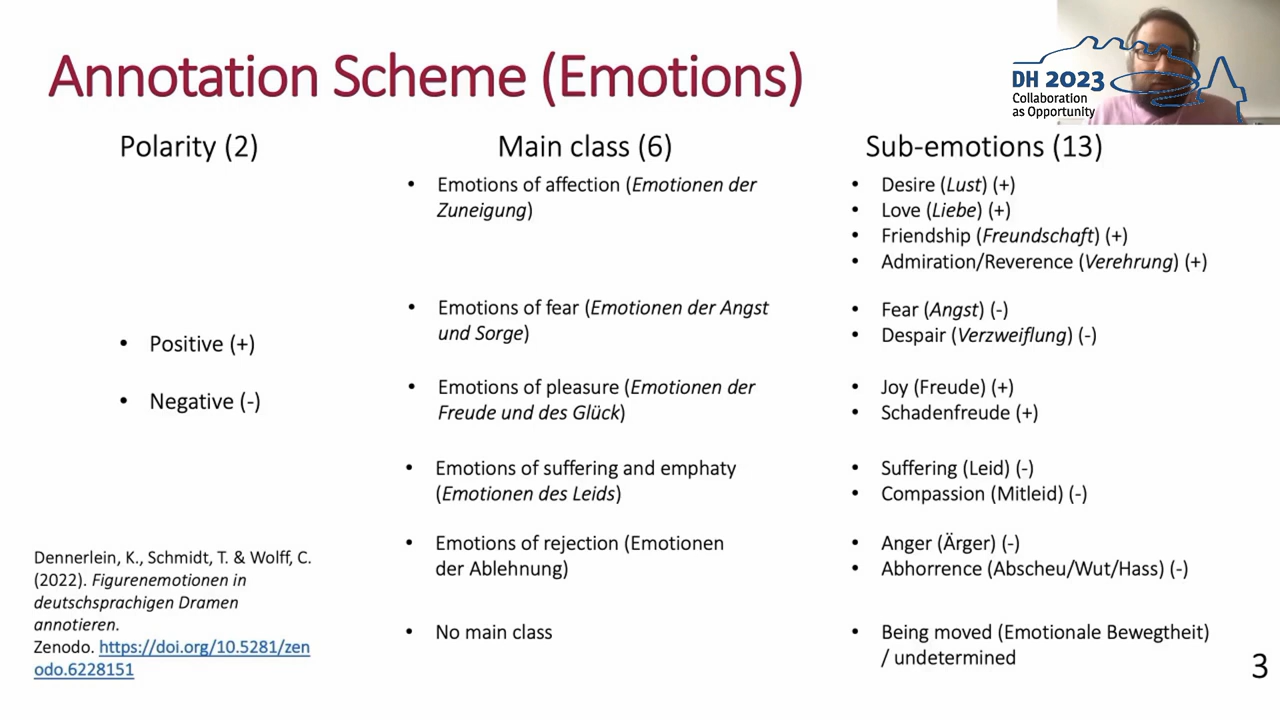 Annotation Scheme (Emotions)
DH 2023
Collaboration
as Opportunity
Polarity (2)
• Positive (+)
• Negative (-)
Main class (6)
• Emotions of affection (Emotionen der
Zuneigung)
• Emotions of fear (Emotionen der Angst
und Sorge)
• Emotions of pleasure (Emotionen der
Freude und des Glück)
• Emotions of suffering and emphaty
(Emotionen des Leids)
• Emotions of rejection (Emotionen
der Ablehnung)
• No main class
Sub-emotions (13)
• Desire (Lust) (+)
• Love (Liebe) (+)
• Friendship (Freundschaft) (+)
• Admiration/Reverence (Verehrung) (+)
• Fear (Angst) (-)
• Despair (Verzweiflung) (-)
• Joy (Freude) (+)
• Schadenfreude (+)
• Suffering (Leid) (-)
• Compassion (Mitleid) (-)
• Anger (Ärger) (-)
• Abhorrence (Abscheu/Wut/Hass) (-)
• Being moved (Emotionale Bewegtheit)
/ undetermined
Dennerlein, K., Schmidt, T. & Wolff, C.
(2022). Figurenemotionen in
deutschsprachigen Dramen
annotieren.
Zenodo. https://doi.org/10.5281/zen
odo.6228151
3